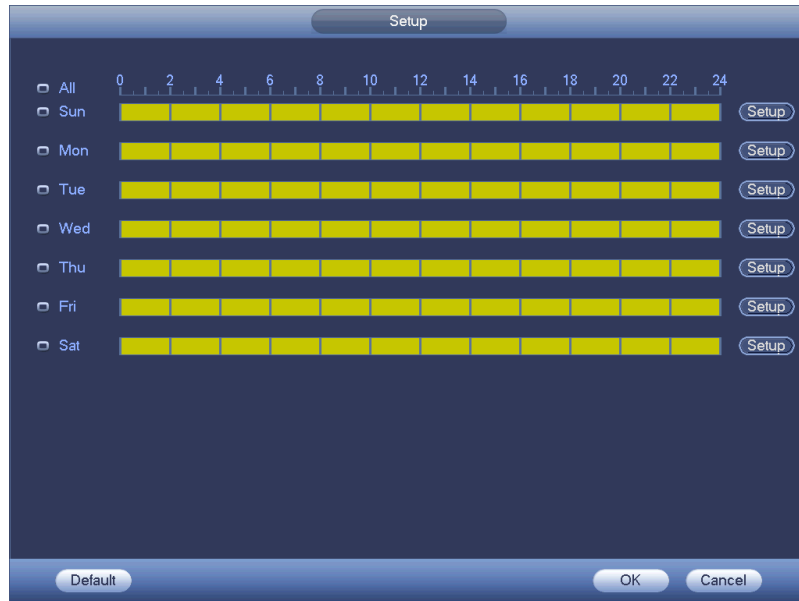 Setup
All 0 2 4 6 8 10 12 14 16 18 20 22 24
Sun Setup
Mon Setup
Tue Setup
Wed Setup
Thu Setup
Fri Setup
Sat Setup
Default OK Cancel